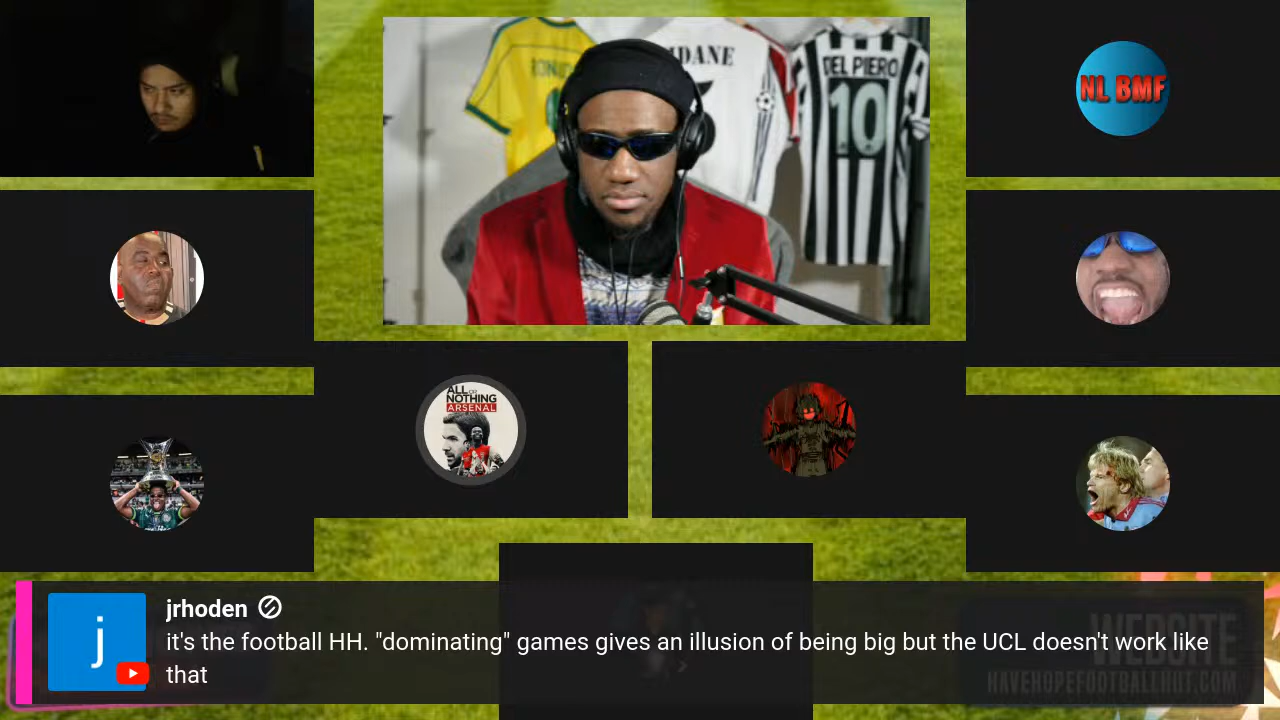 RONA
IDANE
DEL PIERO
10
NL BMF
ALL OR
NOTHING
ARSENAL
jrhoden
j
it's the football HH. "dominating" games gives an illusion of being big but the UCL doesn't work like
that
WEBSITE
HAVEHOPEFOOTBALLHUT.COM